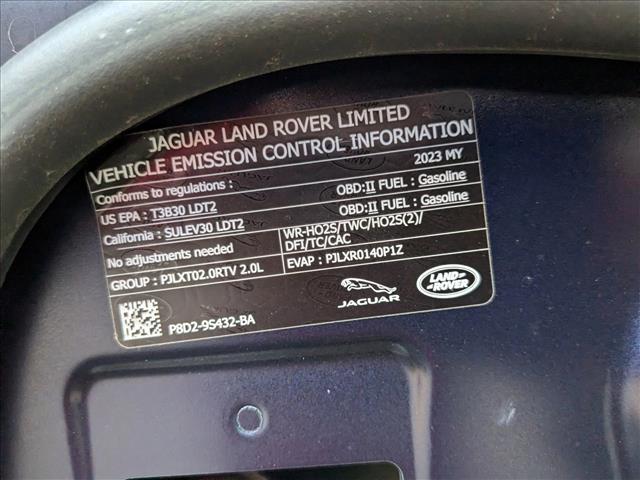 JAGUAR LAND ROVER LIMITED
VEHICLE EMISSION CONTROL INFORMATION
2023 MY
Conforms to regulations :
US EPA : T3B30 LDT2 OBD:II FUEL : Gasoline
California : SULEV30 LDT2 OBD:II FUEL : Gasoline
No adjustments needed WR-HO2S/TWC/HO2S(2)/
DFI/TC/CAC
GROUP : PJLXT02.0RTV 2.0L EVAP : PJLXR0140P1Z
JAGUAR
LAND
ROVER
P8D2-9S432-BA